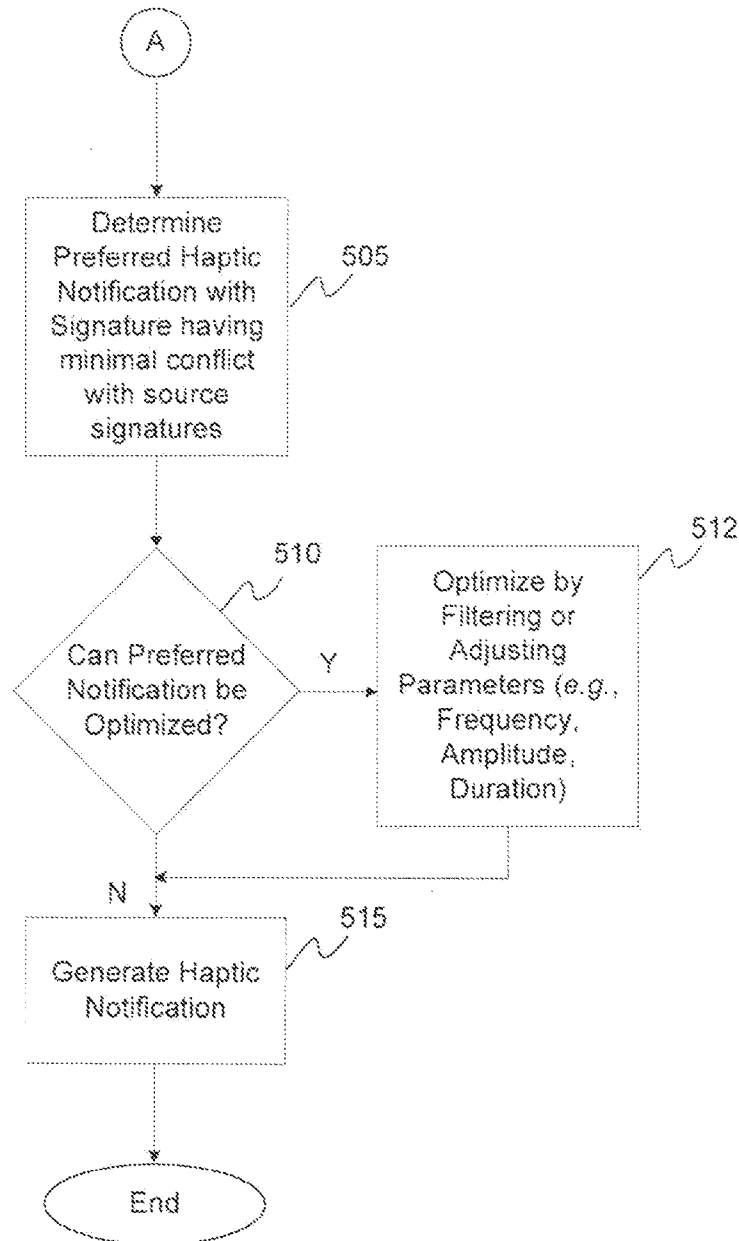 A
Determine
Preferred Haptic
Notification with
Signature having
minimal conflict
with source
signatures
505
510
Can Preferred
Notification be
Optimized?
Y
512
Optimize by
Filtering or
Adjusting
Parameters (e.g.,
Frequency,
Amplitude,
Duration)
N
515
Generate Haptic
Notification
End